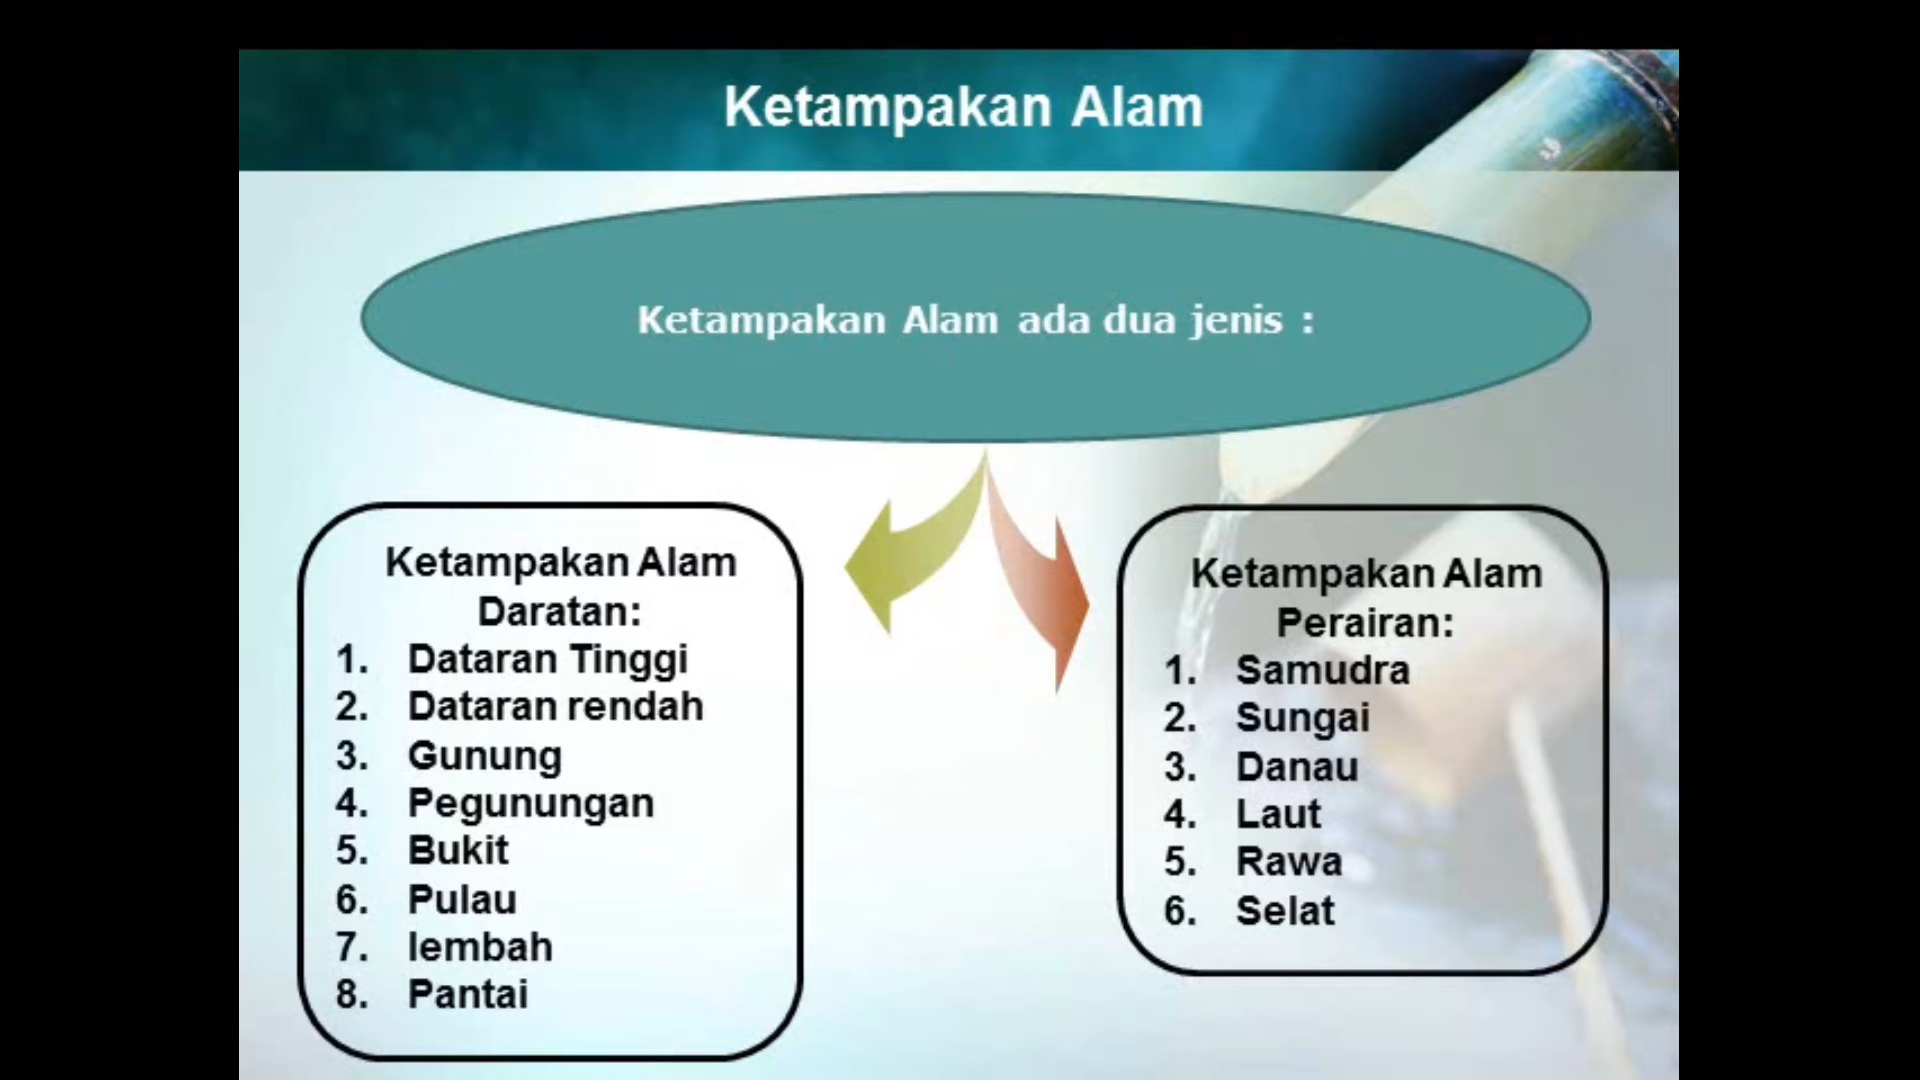 Ketampakan Alam
Ketampakan Alam ada dua jenis :
Ketampakan Alam
Daratan:
1. Dataran Tinggi
2. Dataran rendah
3. Gunung
4. Pegunungan
5. Bukit
6. Pulau
7. lembah
8. Pantai
Ketampakan Alam
Perairan:
1. Samudra
2. Sungai
3. Danau
4. Laut
5. Rawa
6. Selat